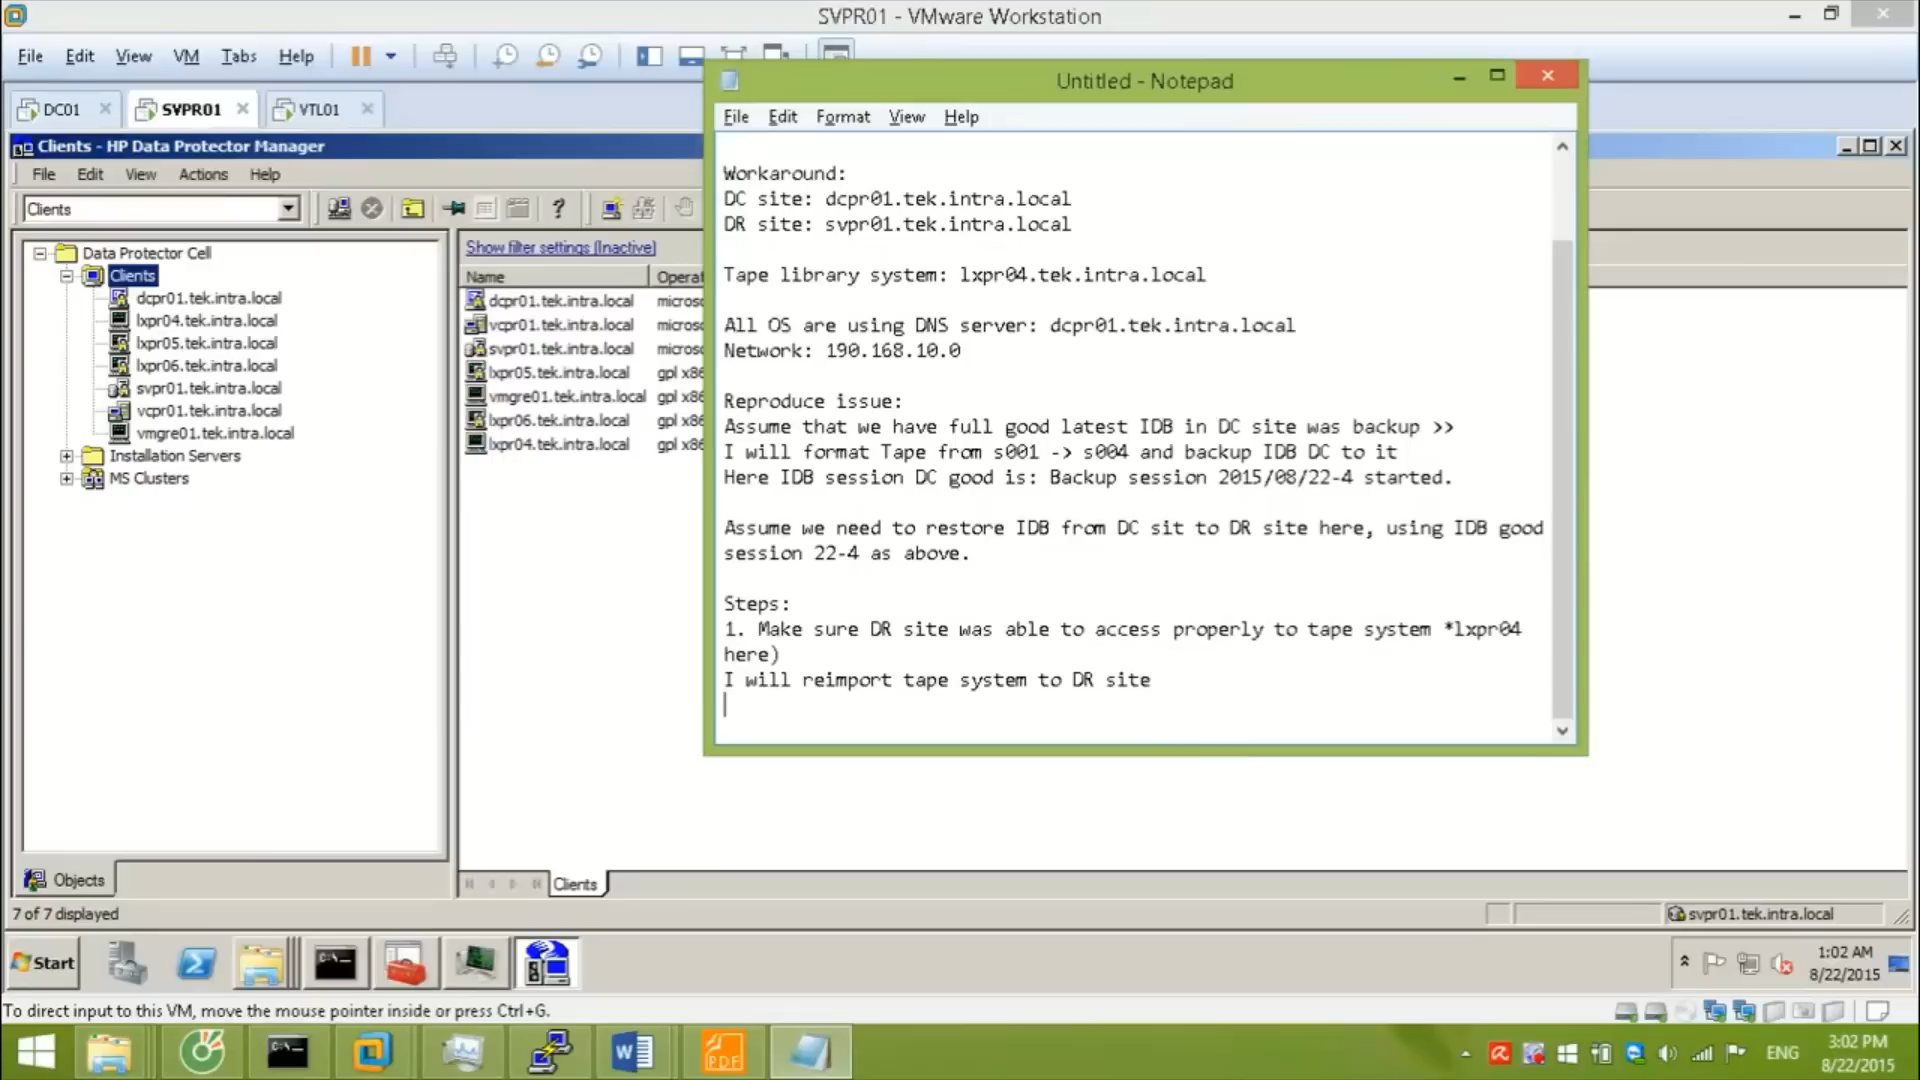 SVPR01 - VMware Workstation
File Edit View VM Tabs Help
DC01 SVPR01 VTL01
Clients - HP Data Protector Manager
File Edit View Actions Help
Clients
Data Protector Cell
Clients
dcpr01.tek.intra.local
lxpr04.tek.intra.local
lxpr05.tek.intra.local
lxpr06.tek.intra.local
svpr01.tek.intra.local
vcpr01.tek.intra.local
vmgre01.tek.intra.local
Installation Servers
MS Clusters
Objects
Show filter settings (Inactive)
Name Operat
dcpr01.tek.intra.local micros
vcpr01.tek.intra.local micros
svpr01.tek.intra.local micros
lxpr05.tek.intra.local gpl x86
vmgre01.tek.intra.local gpl x86
lxpr06.tek.intra.local gpl x86
lxpr04.tek.intra.local gpl x86
Clients
Untitled - Notepad
File Edit Format View Help
Workaround:
DC site: dcpr01.tek.intra.local
DR site: svpr01.tek.intra.local
Tape library system: lxpr04.tek.intra.local
All OS are using DNS server: dcpr01.tek.intra.local
Network: 190.168.10.0
Reproduce issue:
Assume that we have full good latest IDB in DC site was backup >>
I will format Tape from s001 -> s004 and backup IDB DC to it
Here IDB session DC good is: Backup session 2015/08/22-4 started.
Assume we need to restore IDB from DC sit to DR site here, using IDB good
session 22-4 as above.
Steps:
1. Make sure DR site was able to access properly to tape system *lxpr04
here)
I will reimport tape system to DR site
7 of 7 displayed
svpr01.tek.intra.local
Start
1:02 AM
8/22/2015
To direct input to this VM, move the mouse pointer inside or press Ctrl+G.
PDF
ENG
3:02 PM
8/22/2015